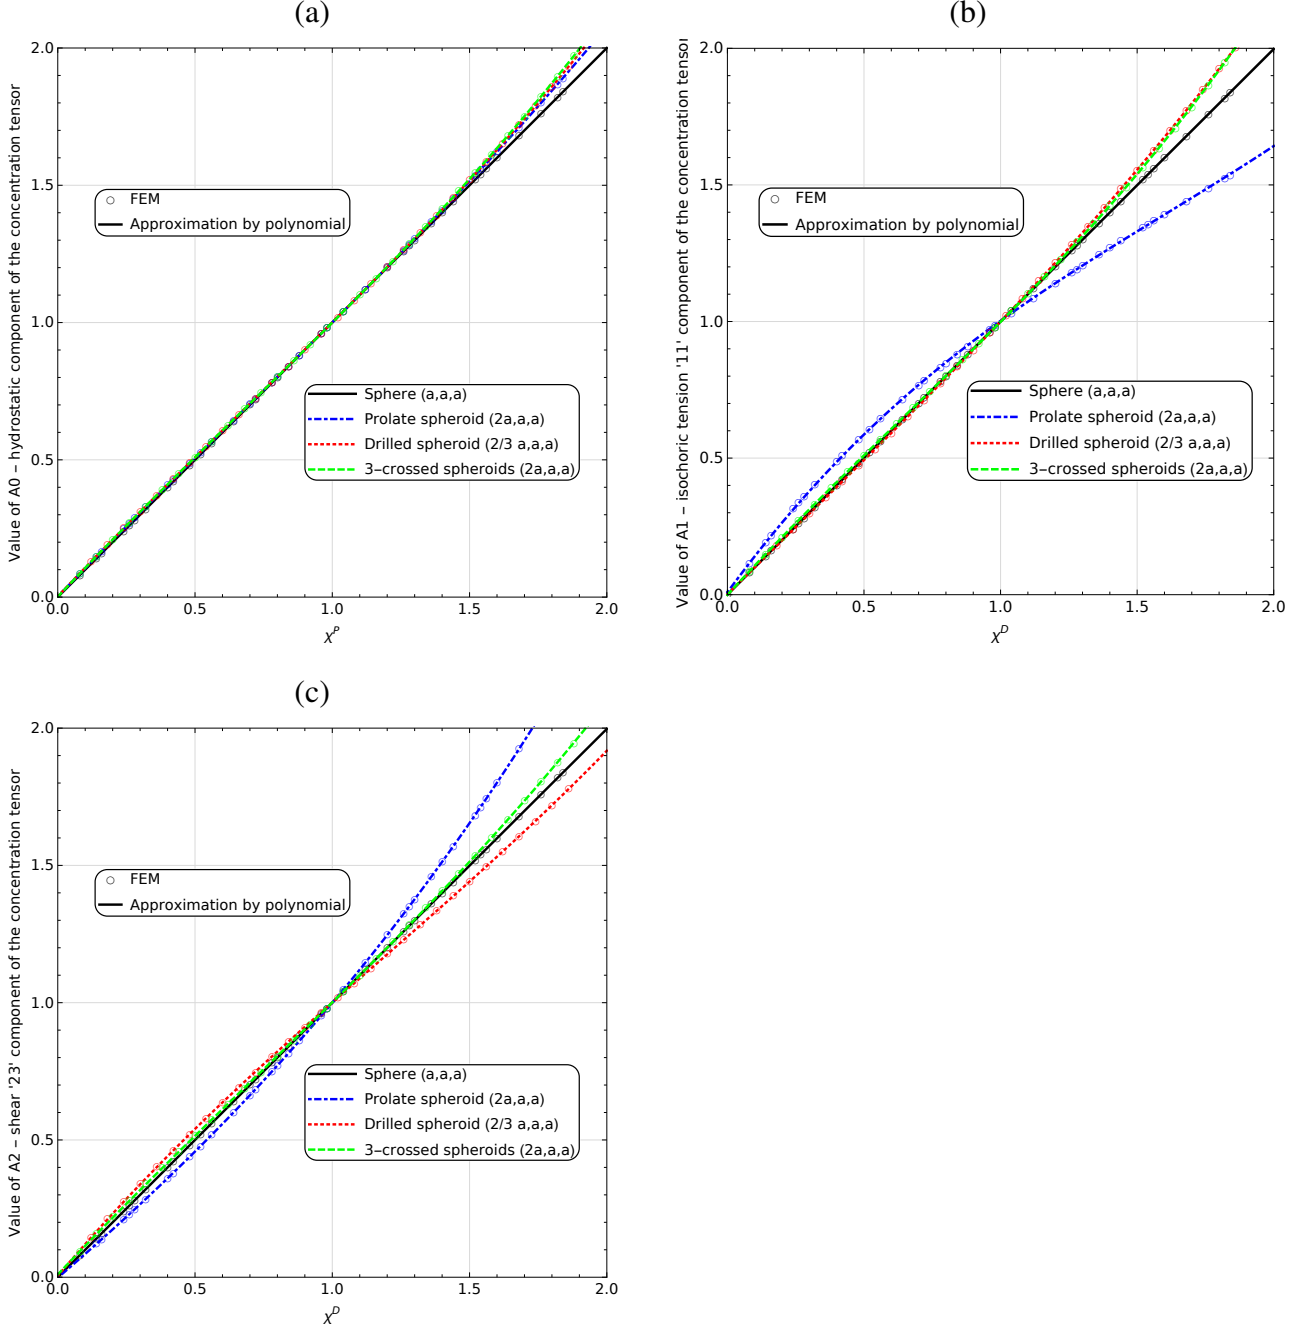 (a)
Value of A0 – hydrostatic component of the concentration tensor
2.0
1.5
1.0
0.5
0.0
FEM
Approximation by polynomial
Sphere (a,a,a)
Prolate spheroid (2a,a,a)
Drilled spheroid (2/3 a,a,a)
3–crossed spheroids (2a,a,a)
0.0 0.5 1.0 1.5 2.0
χᴾ
(b)
Value of A1 – isochoric tension '11' component of the concentration tensor
2.0
1.5
1.0
0.5
0.0
FEM
Approximation by polynomial
Sphere (a,a,a)
Prolate spheroid (2a,a,a)
Drilled spheroid (2/3 a,a,a)
3–crossed spheroids (2a,a,a)
0.0 0.5 1.0 1.5 2.0
χᴰ
(c)
Value of A2 – shear '23' component of the concentration tensor
2.0
1.5
1.0
0.5
0.0
FEM
Approximation by polynomial
Sphere (a,a,a)
Prolate spheroid (2a,a,a)
Drilled spheroid (2/3 a,a,a)
3–crossed spheroids (2a,a,a)
0.0 0.5 1.0 1.5 2.0
χᴰ